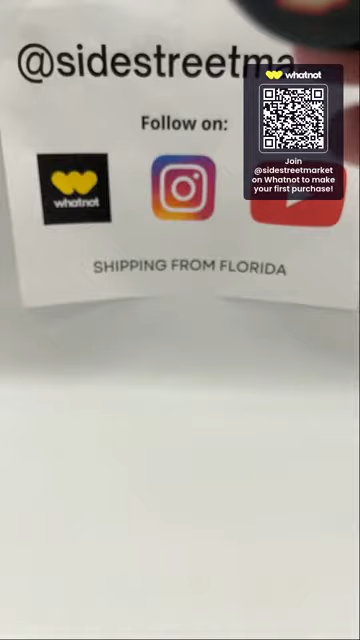 @sidestreetma
Follow on:
whatnot
SHIPPING FROM FLORIDA
whatnot
Join
@sidestreetmarket
on Whatnot to make
your first purchase!